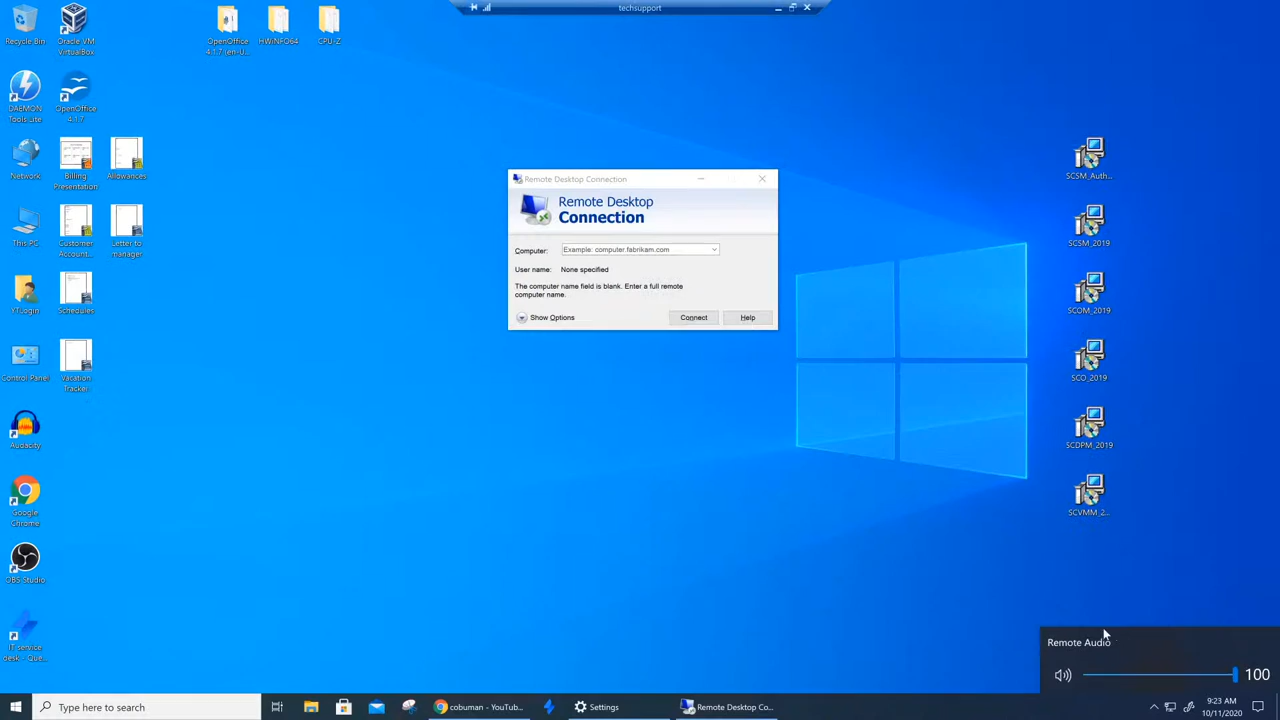 techsupport
Recycle Bin
Oracle VM
VirtualBox
OpenOffice
4.1.7 (en-U...
HWiNFO64
CPU-Z
DAEMON
Tools Lite
OpenOffice
4.1.7
Network
Billing
Presentation
Allowances
This PC
Customer
Account...
Letter to
manager
YTLogin
Schedules
Control Panel
Vacation
Tracker
Audacity
Google
Chrome
OBS Studio
IT service
desk - Que...
Remote Desktop Connection
Remote Desktop
Connection
Computer:
Example: computer.fabrikam.com
User name:
None specified
The computer name field is blank. Enter a full remote
computer name.
Show Options
Connect
Help
SCSM_Auth...
SCSM_2019
SCOM_2019
SCO_2019
SCDPM_2019
SCVMM_2...
Remote Audio
100
Type here to search
cobuman - YouTub...
Settings
Remote Desktop Co...
9:23 AM
10/11/2020